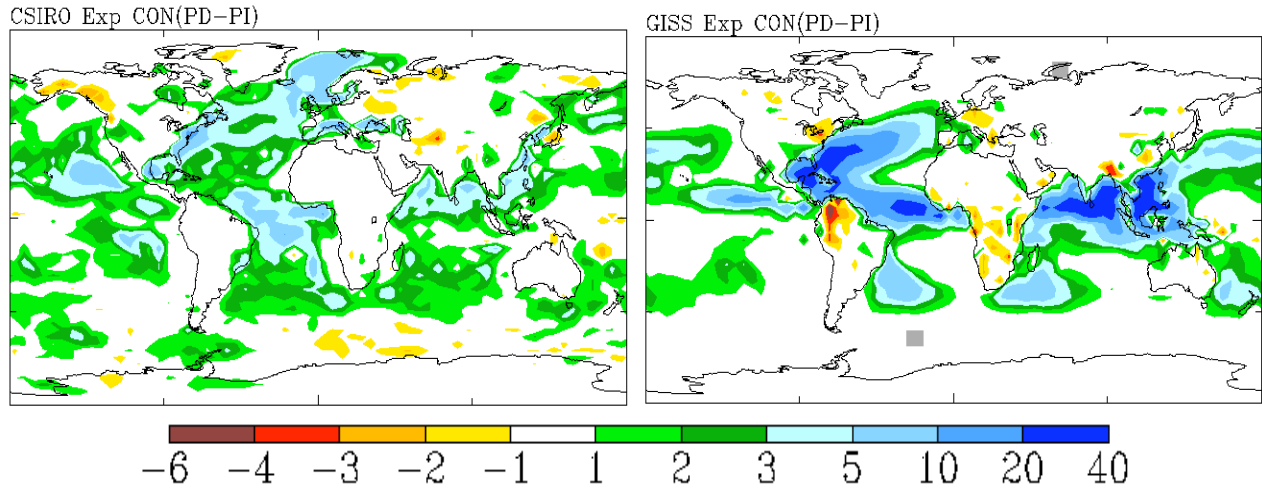 CSIRO Exp CON(PD-PI)
GISS Exp CON(PD-PI)
-6 -4 -3 -2 -1 1 2 3 5 10 20 40